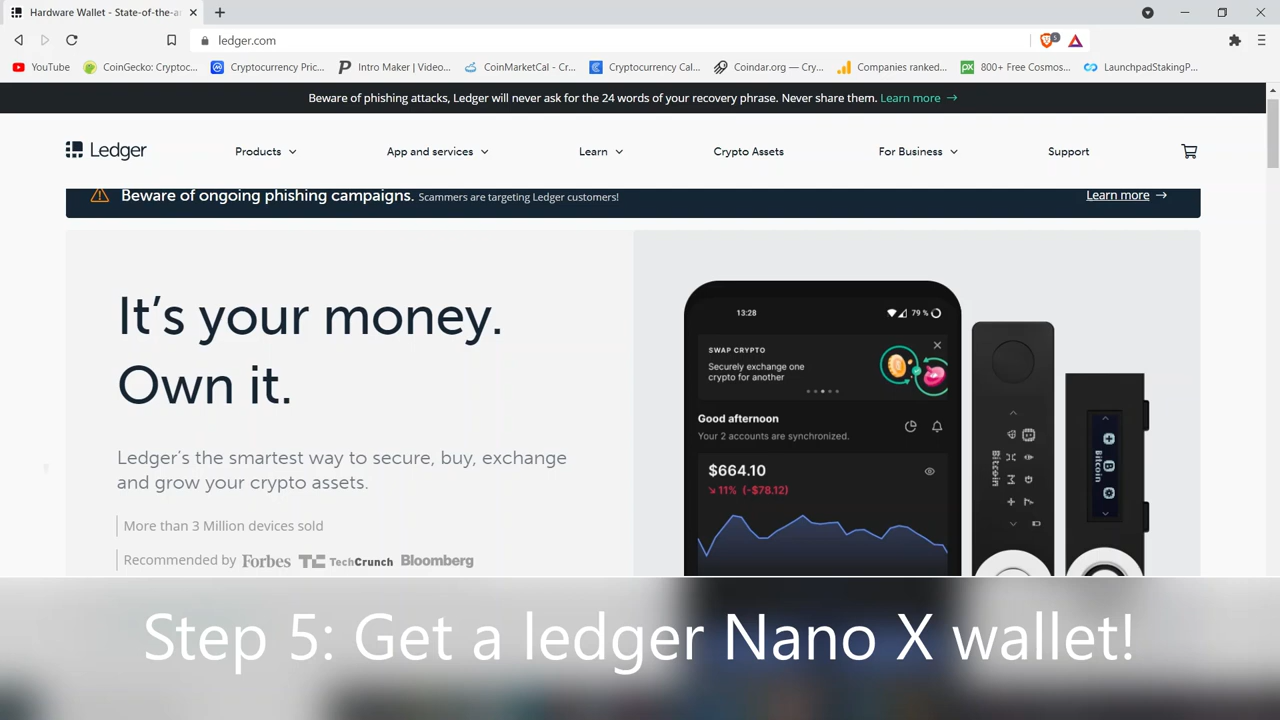 Hardware Wallet - State-of-the-a
ledger.com
5
YouTube
CoinGecko: Cryptoc...
Cryptocurrency Pric...
Intro Maker | Video...
CoinMarketCal - Cr...
Cryptocurrency Cal...
Coindar.org — Cry...
Companies ranked...
800+ Free Cosmos...
LaunchpadStakingP...
Beware of phishing attacks, Ledger will never ask for the 24 words of your recovery phrase. Never share them. Learn more →
Ledger
Products
App and services
Learn
Crypto Assets
For Business
Support
Beware of ongoing phishing campaigns. Scammers are targeting Ledger customers!
Learn more →
It's your money.
Own it.
Ledger's the smartest way to secure, buy, exchange
and grow your crypto assets.
More than 3 Million devices sold
Recommended by Forbes TC TechCrunch Bloomberg
13:28
79 %
SWAP CRYPTO
Securely exchange one
crypto for another
Good afternoon
Your 2 accounts are synchronized.
$664.10
↘ 11% (-$78.12)
Bitcoin
Bitcoin
Step 5: Get a ledger Nano X wallet!